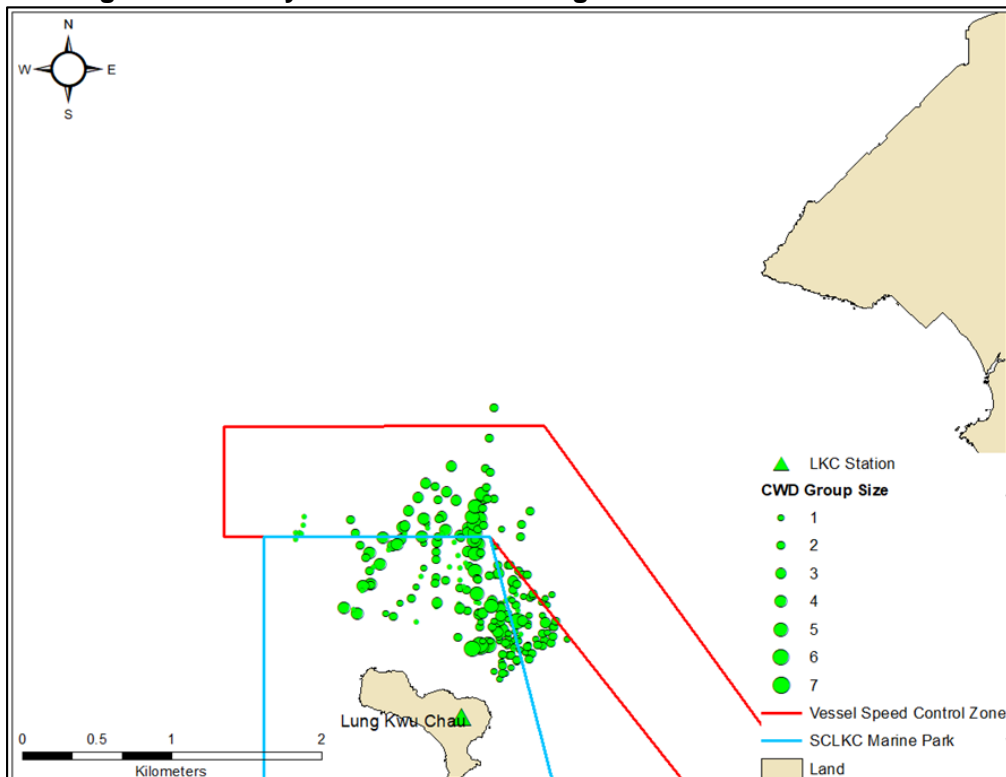 N
W E
S
LKC Station
CWD Group Size
1
2
3
4
5
6
7
Vessel Speed Control Zone
SCLKC Marine Park
Land
Lung Kwu Chau
0 0.5 1 2
Kilometers